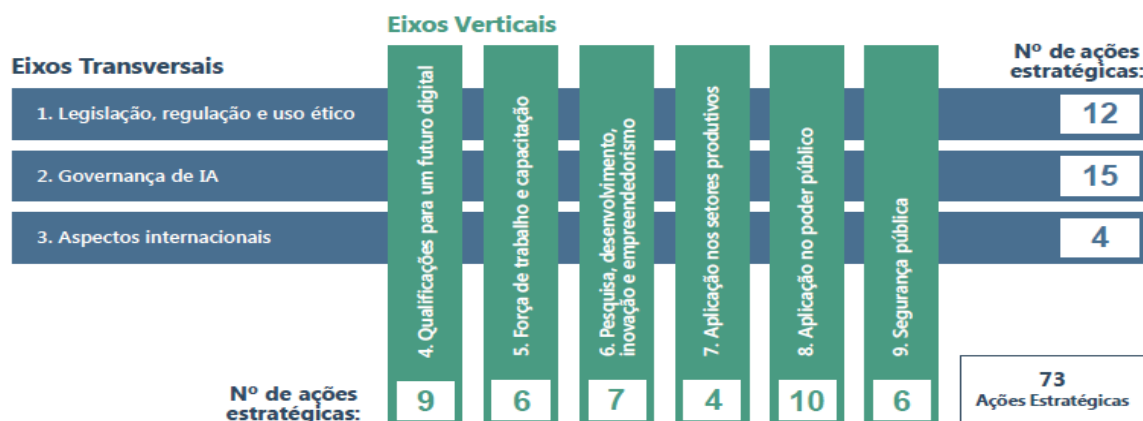 Eixos Verticais
Eixos Transversais
Nº de ações
estratégicas:
1. Legislação, regulação e uso ético
12
2. Governança de IA
15
3. Aspectos internacionais
4
4. Qualificações para um futuro digital
5. Força de trabalho e capacitação
6. Pesquisa, desenvolvimento,
inovação e empreendedorismo
7. Aplicação nos setores produtivos
8. Aplicação no poder público
9. Segurança pública
Nº de ações
estratégicas:
9
6
7
4
10
6
73
Ações Estratégicas